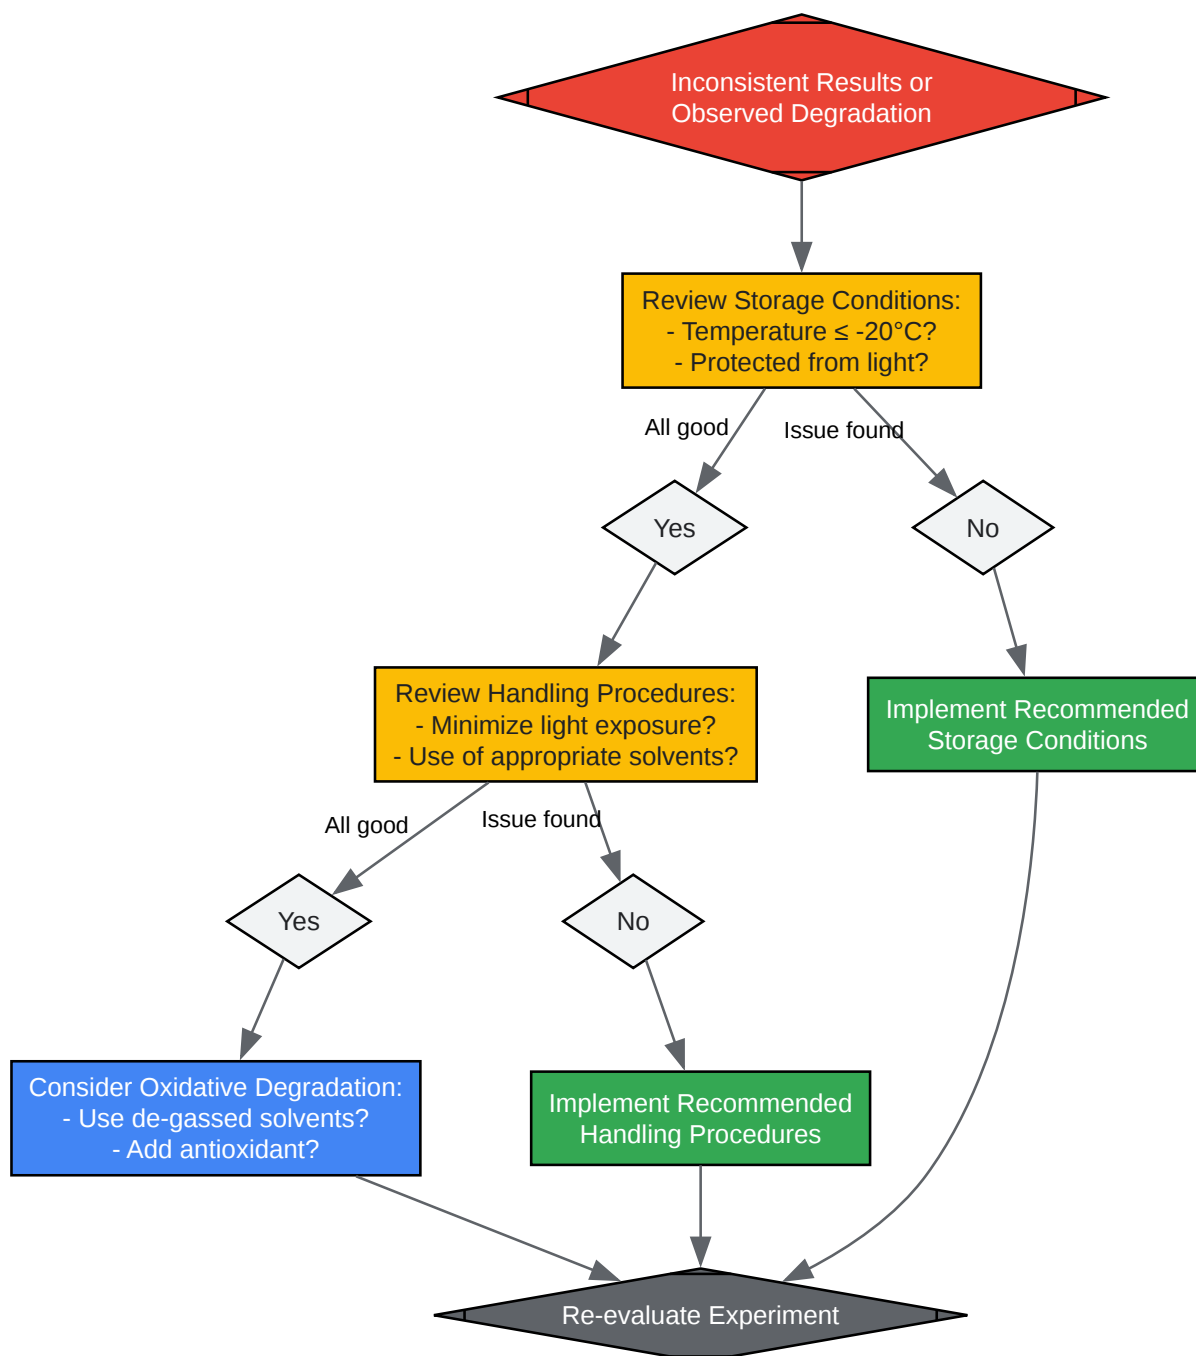 Inconsistent Results or
Observed Degradation
Review Storage Conditions:
- Temperature ≤ -20°C?
- Protected from light?
All good
Issue found
Yes
No
Review Handling Procedures:
- Minimize light exposure?
- Use of appropriate solvents?
Implement Recommended
Storage Conditions
All good
Issue found
Yes
No
Consider Oxidative Degradation:
- Use de-gassed solvents?
- Add antioxidant?
Implement Recommended
Handling Procedures
Re-evaluate Experiment